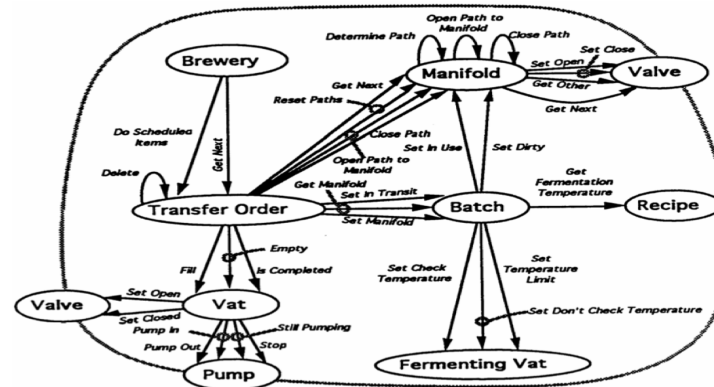 Open Path to
Manifold
Determine Path
Close Path
Brewery
Set Open
Set Close
Manifold
Valve
Get Other
Get Next
Reset Paths
Get Next
Do Scheduled
Items
Get Next
Close Path
Open Path to
Manifold
Set In Use
Set Dirty
Delete
Get Manifold
Set In Transit
Get
Fermentation
Temperature
Transfer Order
Batch
Recipe
Set Manifold
Empty
Fill
Is Completed
Set Check
Temperature
Set
Temperature
Limit
Set Open
Valve
Vat
Set Closed
Pump In
Still Pumping
Set Don't Check Temperature
Pump Out
Stop
Pump
Fermenting Vat